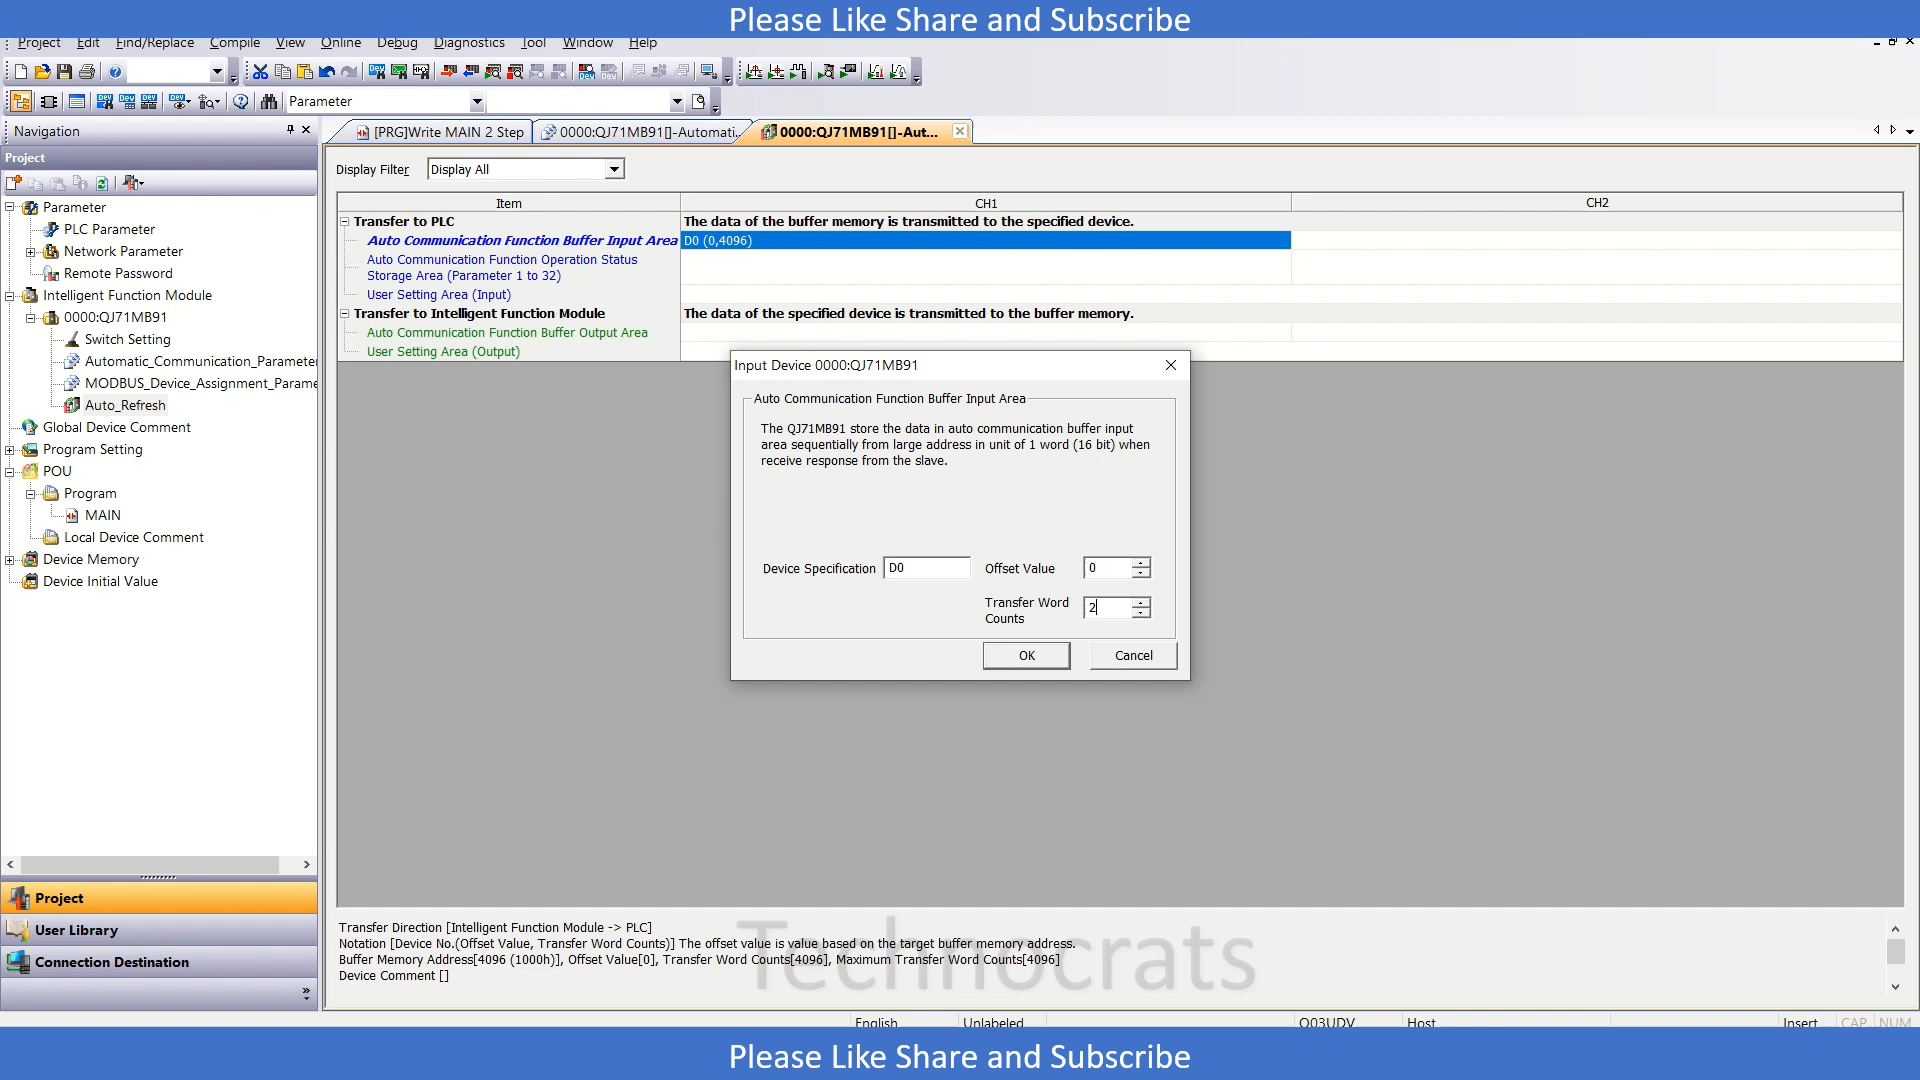 Please Like Share and Subscribe
Project Edit Find/Replace Compile View Online Debug Diagnostics Tool Window Help
Parameter
Navigation
[PRG]Write MAIN 2 Step
0000:QJ71MB91[]-Automati...
0000:QJ71MB91[]-Aut...
Project
Display Filter
Display All
Parameter
PLC Parameter
Network Parameter
Remote Password
Intelligent Function Module
0000:QJ71MB91
Switch Setting
Automatic_Communication_Parameter
MODBUS_Device_Assignment_Parame
Auto_Refresh
Global Device Comment
Program Setting
POU
Program
MAIN
Local Device Comment
Device Memory
Device Initial Value
Item CH1 CH2
Transfer to PLC The data of the buffer memory is transmitted to the specified device.
Auto Communication Function Buffer Input Area D0 (0,4096)
Auto Communication Function Operation Status
Storage Area (Parameter 1 to 32)
User Setting Area (Input)
Transfer to Intelligent Function Module The data of the specified device is transmitted to the buffer memory.
Auto Communication Function Buffer Output Area
User Setting Area (Output)
Input Device 0000:QJ71MB91
Auto Communication Function Buffer Input Area
The QJ71MB91 store the data in auto communication buffer input
area sequentially from large address in unit of 1 word (16 bit) when
receive response from the slave.
Device Specification D0 Offset Value 0
Transfer Word
Counts 2
OK Cancel
Project
User Library
Connection Destination
Transfer Direction [Intelligent Function Module -> PLC]
Notation [Device No.(Offset Value, Transfer Word Counts)] The offset value is value based on the target buffer memory address.
Buffer Memory Address[4096 (1000h)], Offset Value[0], Transfer Word Counts[4096], Maximum Transfer Word Counts[4096]
Device Comment []
Technocrats
English Unlabeled Q03UDV Host Insert CAP NUM
Please Like Share and Subscribe